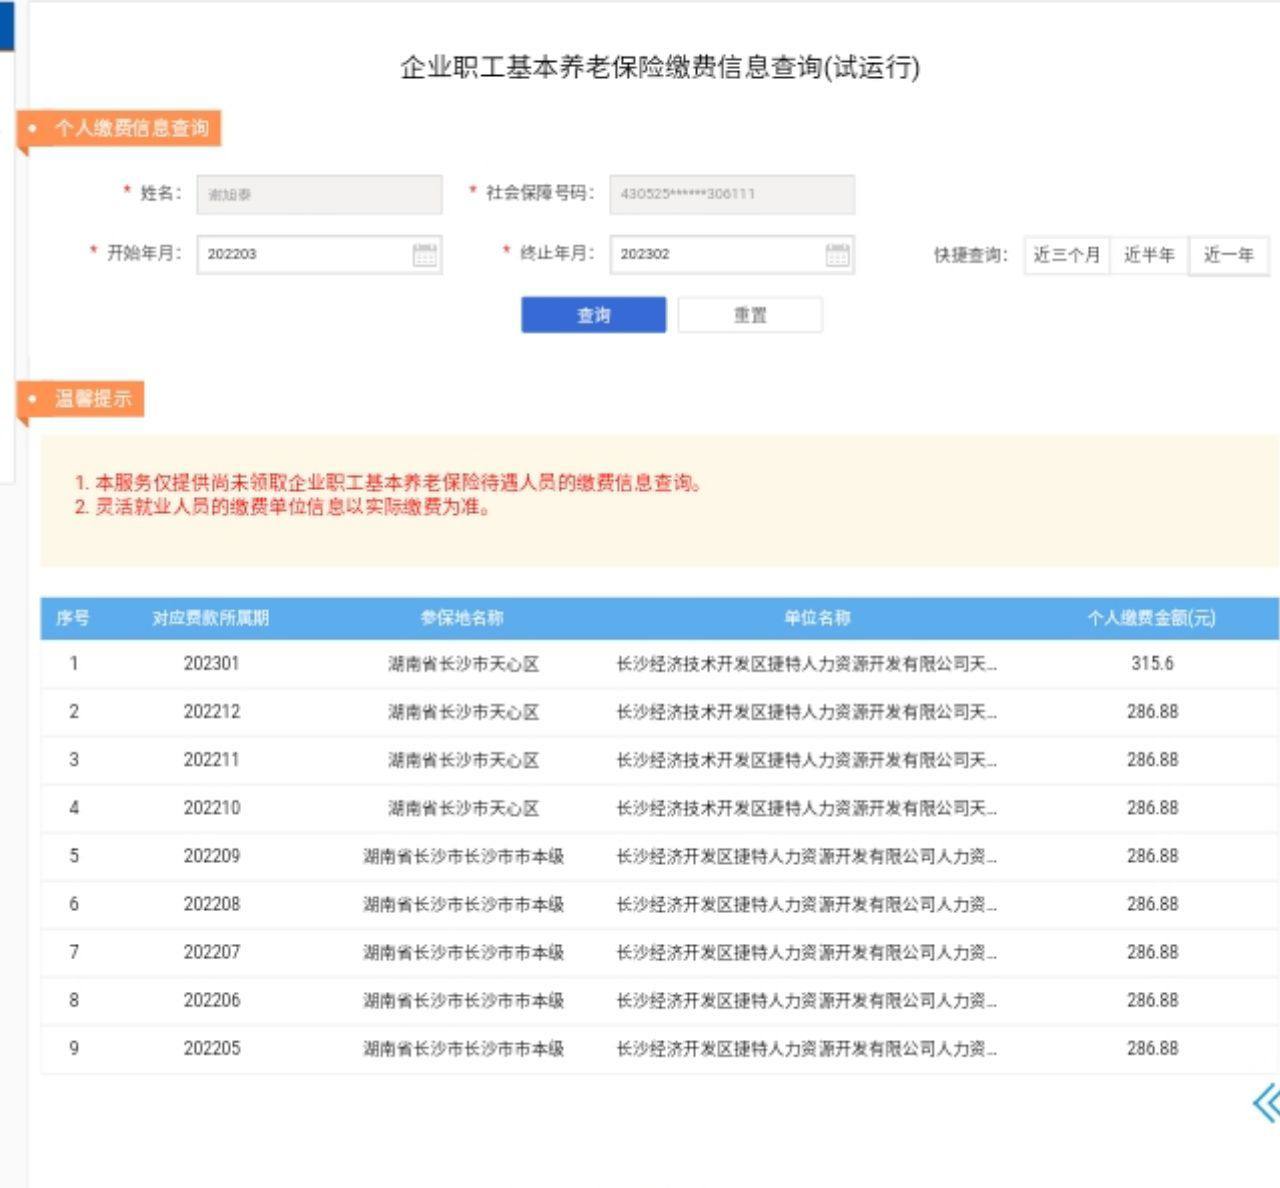 企业职工基本养老保险缴费信息查询(试运行)
个人缴费信息查询
* 姓名： 谢旭泰 * 社会保障号码： 430525******306111
* 开始年月： 202203 * 终止年月： 202302 快捷查询： 近三个月 近半年 近一年
查询 重置
温馨提示
1. 本服务仅提供尚未领取企业职工基本养老保险待遇人员的缴费信息查询。
2. 灵活就业人员的缴费单位信息以实际缴费为准。
序号 对应费款所属期 参保地名称 单位名称 个人缴费金额(元)
1 202301 湖南省长沙市天心区 长沙经济技术开发区捷特人力资源开发有限公司天... 315.6
2 202212 湖南省长沙市天心区 长沙经济技术开发区捷特人力资源开发有限公司天... 286.88
3 202211 湖南省长沙市天心区 长沙经济技术开发区捷特人力资源开发有限公司天... 286.88
4 202210 湖南省长沙市天心区 长沙经济技术开发区捷特人力资源开发有限公司天... 286.88
5 202209 湖南省长沙市长沙市市本级 长沙经济开发区捷特人力资源开发有限公司人力资... 286.88
6 202208 湖南省长沙市长沙市市本级 长沙经济开发区捷特人力资源开发有限公司人力资... 286.88
7 202207 湖南省长沙市长沙市市本级 长沙经济开发区捷特人力资源开发有限公司人力资... 286.88
8 202206 湖南省长沙市长沙市市本级 长沙经济开发区捷特人力资源开发有限公司人力资... 286.88
9 202205 湖南省长沙市长沙市市本级 长沙经济开发区捷特人力资源开发有限公司人力资... 286.88